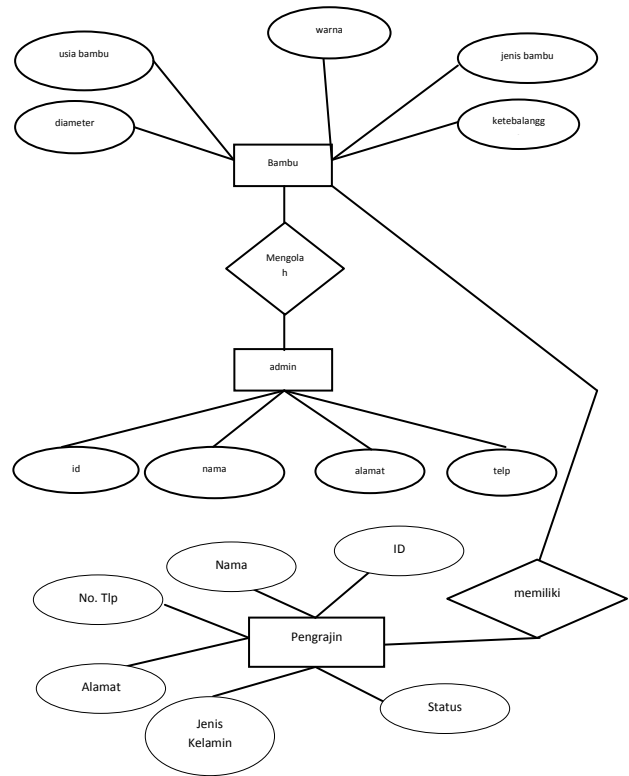 warna
usia bambu
jenis bambu
diameter
ketebalangg
Bambu
Mengola
h
admin
id
nama
alamat
telp
ID
Nama
No. Tlp
memiliki
Pengrajin
Alamat
Jenis
Kelamin
Status